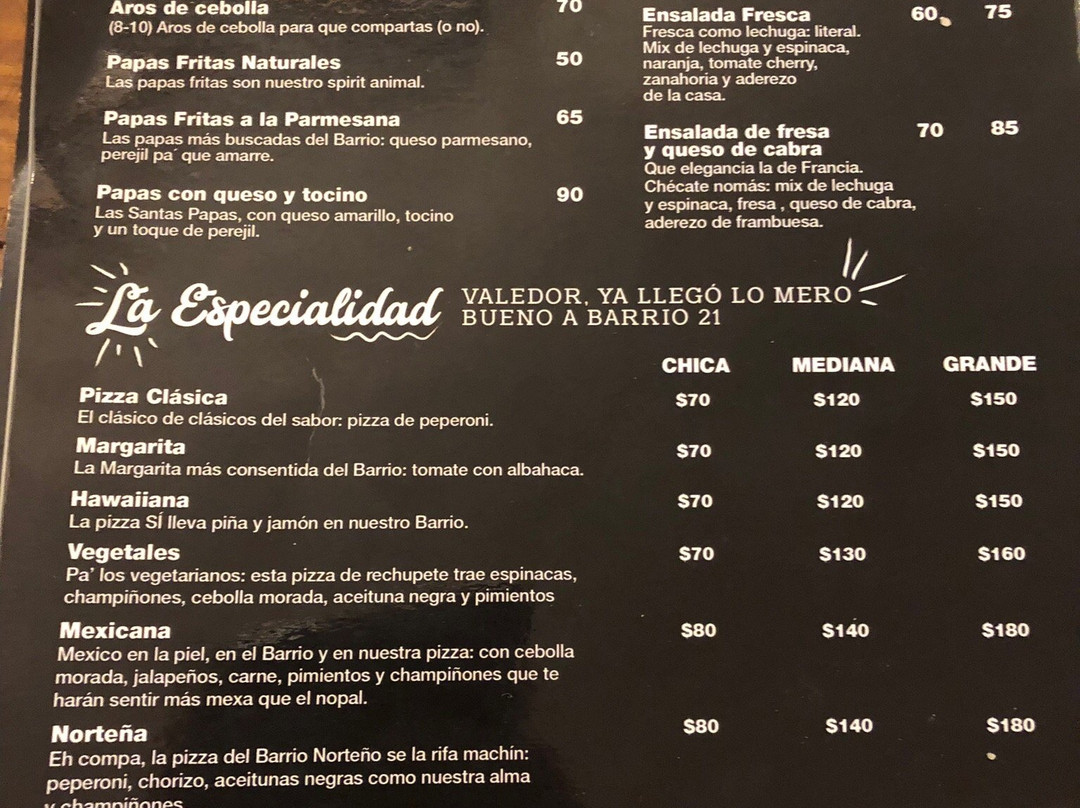 Aros de cebolla 70
(8-10) Aros de cebolla para que compartas (o no).
Papas Fritas Naturales 50
Las papas fritas son nuestro spirit animal.
Papas Fritas a la Parmesana 65
Las papas más buscadas del Barrio: queso parmesano,
perejil pa´ que amarre.
Papas con queso y tocino 90
Las Santas Papas, con queso amarillo, tocino
y un toque de perejil.
Ensalada Fresca 60 75
Fresca como lechuga: literal.
Mix de lechuga y espinaca,
naranja, tomate cherry,
zanahoria y aderezo
de la casa.
Ensalada de fresa 70 85
y queso de cabra
Que elegancia la de Francia.
Chécate nomás: mix de lechuga
y espinaca, fresa , queso de cabra,
aderezo de frambuesa.
La Especialidad
VALEDOR, YA LLEGÓ LO MERO
BUENO A BARRIO 21
CHICA MEDIANA GRANDE
Pizza Clásica $70 $120 $150
El clásico de clásicos del sabor: pizza de peperoni.
Margarita $70 $120 $150
La Margarita más consentida del Barrio: tomate con albahaca.
Hawaiiana $70 $120 $150
La pizza SÍ lleva piña y jamón en nuestro Barrio.
Vegetales $70 $130 $160
Pa' los vegetarianos: esta pizza de rechupete trae espinacas,
champiñones, cebolla morada, aceituna negra y pimientos
Mexicana $80 $140 $180
Mexico en la piel, en el Barrio y en nuestra pizza: con cebolla
morada, jalapeños, carne, pimientos y champiñones que te
harán sentir más mexa que el nopal.
Norteña $80 $140 $180
Eh compa, la pizza del Barrio Norteño se la rifa machín:
peperoni, chorizo, aceitunas negras como nuestra alma
y champiñones